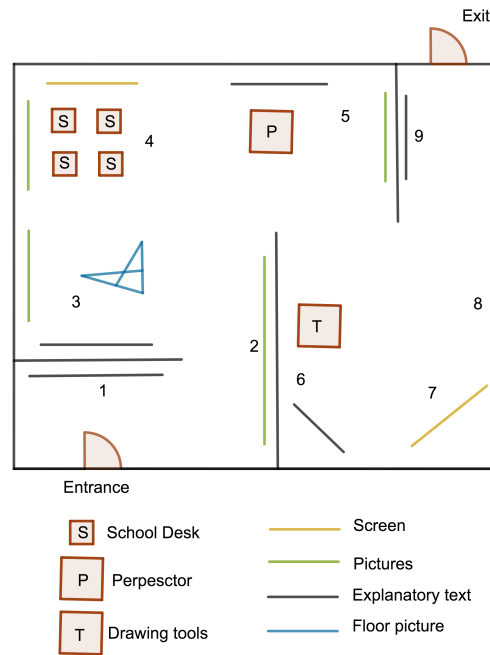 Exit
S S
P
5
4
9
S S
3
8
T
2
6
7
1
Entrance
S School Desk
P Perpesctor
T Drawing tools
Screen
Pictures
Explanatory text
Floor picture